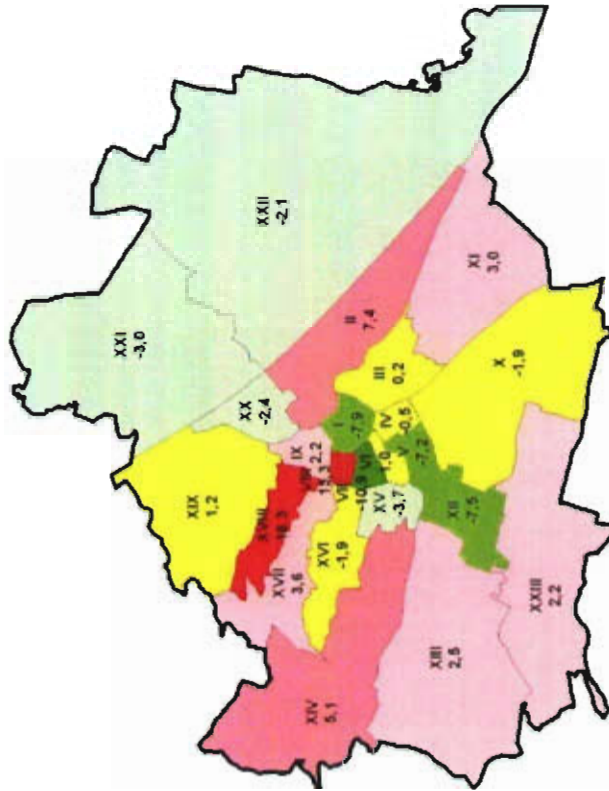 XXI
-3,0
XIX
1,2
XX
-2,4
XXII
-2,1
XVII
3,6
IX
2,2
XIV
5,1
XVI
-1,9
I
-7,9
II
7,4
VI
XV
-3,7
IV
-0,5
III
0,2
V
-7,2
XIII
2,5
XII
-7,5
XI
3,0
X
-1,9
XXIII
2,2